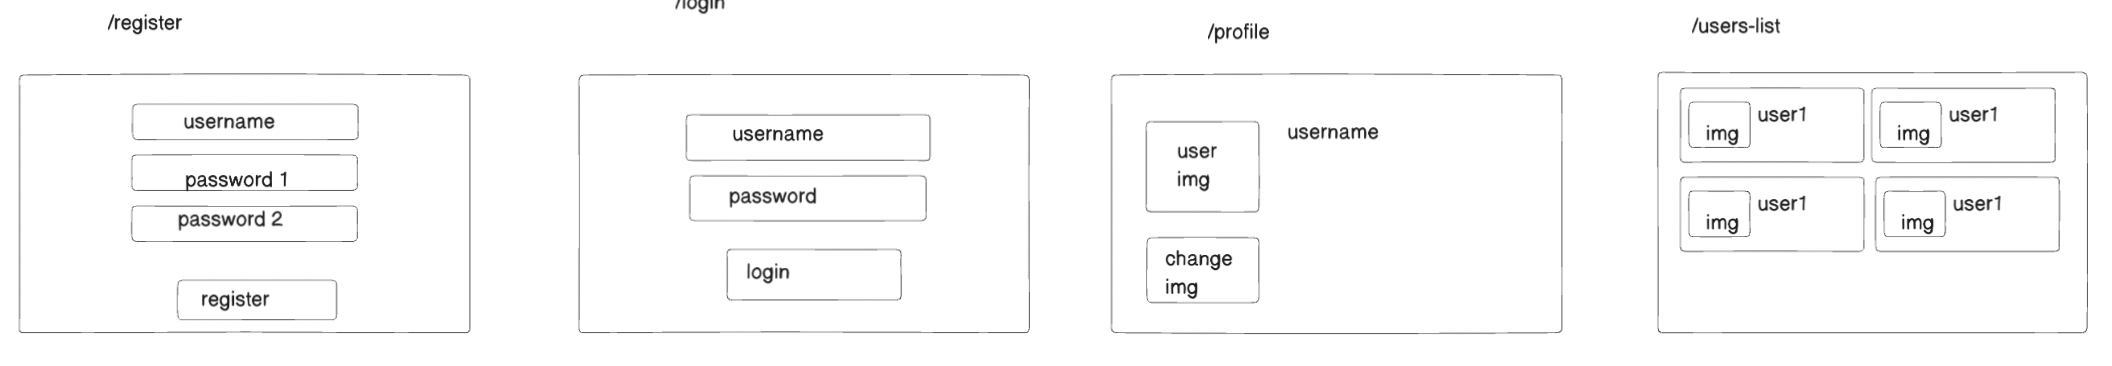 /register
username
password 1
password 2
register
/login
username
password
login
/profile
user
img
username
change
img
/users-list
img
user1
img
user1
img
user1
img
user1